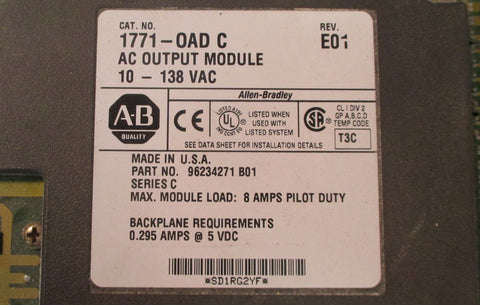 CAT. NO.
REV.
1771-OAD C
E01
AC OUTPUT MODULE
10 - 138 VAC
Allen-Bradley
A-B
QUALITY
CE
UL
LISTED WHEN
USED WITH
LISTED SYSTEM
SA
CL I DIV 2
GP A,B,C,D
TEMP CODE
T3C
SEE DATA SHEET FOR INSTALLATION DETAILS
MADE IN U.S.A.
PART NO. 96234271 B01
SERIES C
MAX. MODULE LOAD: 8 AMPS PILOT DUTY
BACKPLANE REQUIREMENTS
0.295 AMPS @ 5 VDC
*SD1RG2YF*